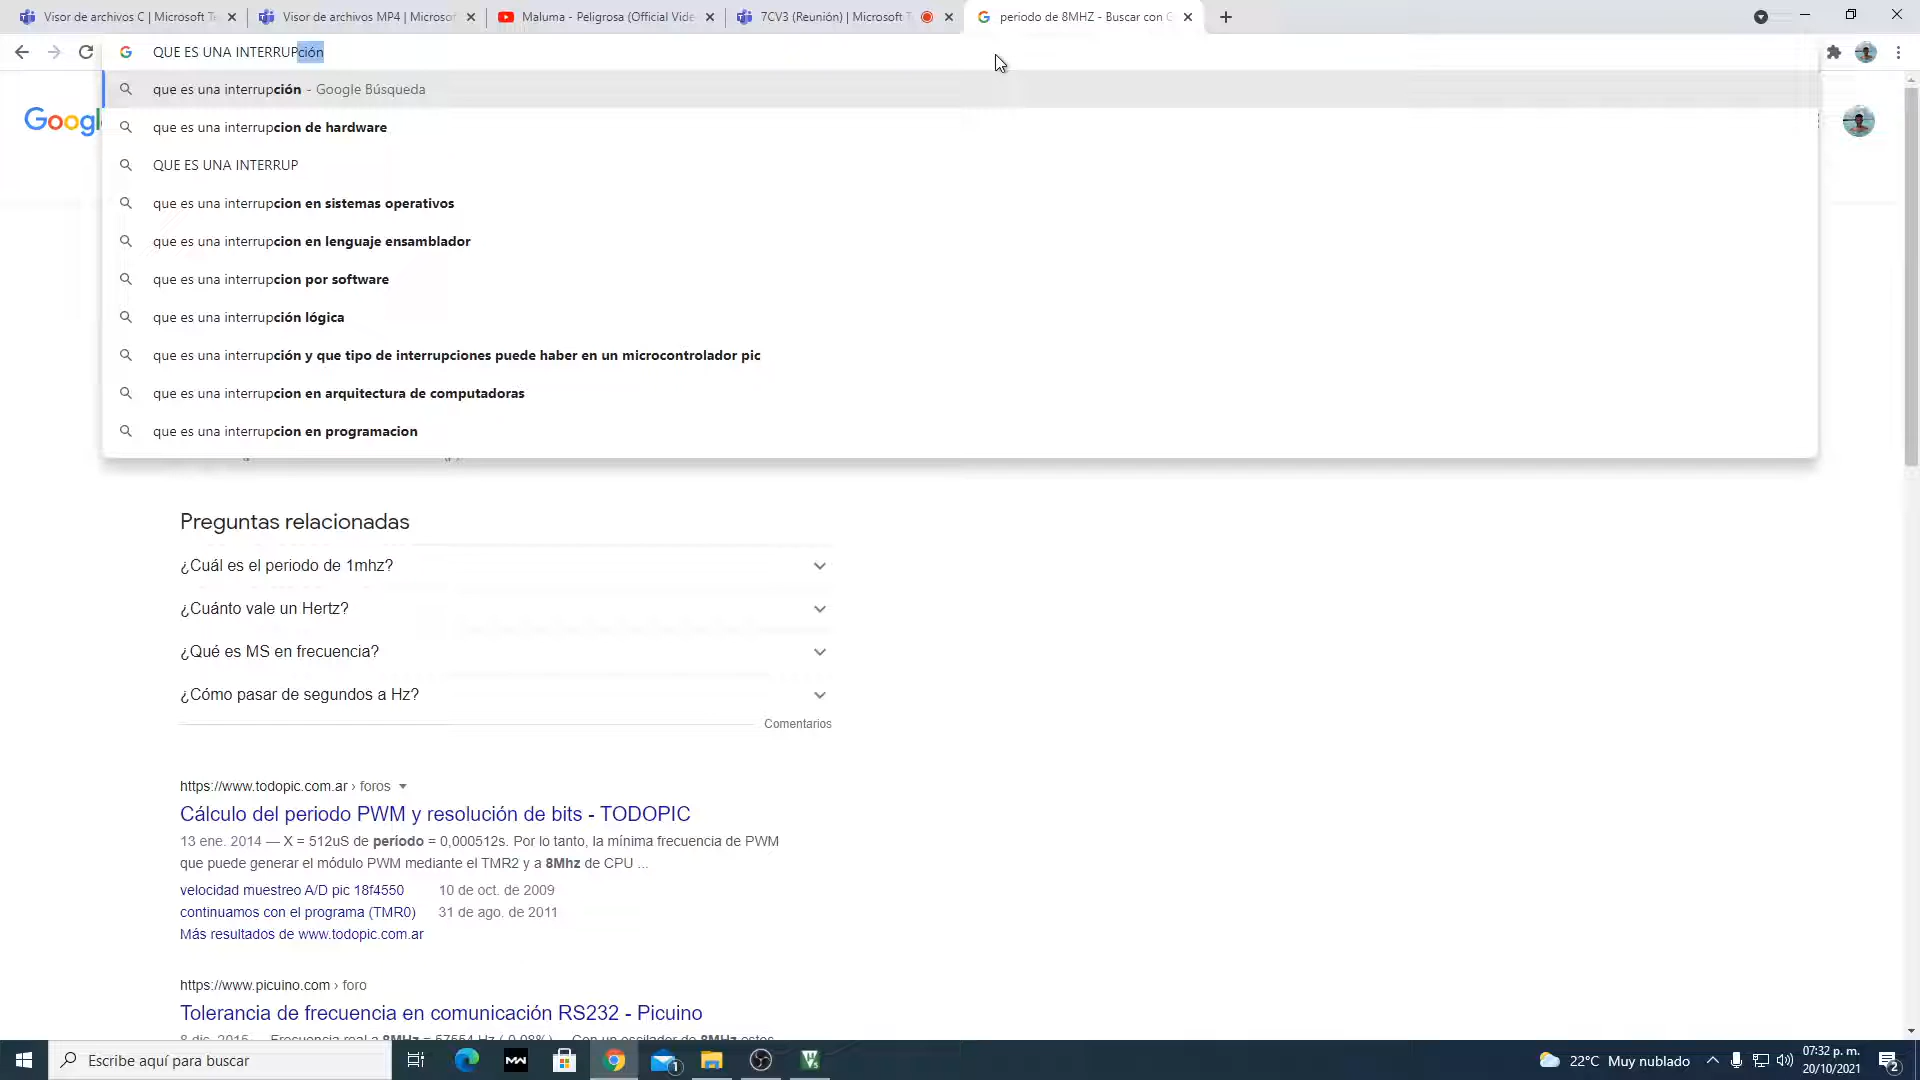 Visor de archivos C | Microsoft Te
Visor de archivos MP4 | Microsof
Maluma - Peligrosa (Official Vide
7CV3 (Reunión) | Microsoft T
periodo de 8MHZ - Buscar con G
QUE ES UNA INTERRUPción
que es una interrupción - Google Búsqueda
que es una interrupcion de hardware
QUE ES UNA INTERRUP
que es una interrupcion en sistemas operativos
que es una interrupcion en lenguaje ensamblador
que es una interrupcion por software
que es una interrupción lógica
que es una interrupción y que tipo de interrupciones puede haber en un microcontrolador pic
que es una interrupcion en arquitectura de computadoras
que es una interrupcion en programacion
Googl
Preguntas relacionadas
¿Cuál es el periodo de 1mhz?
¿Cuánto vale un Hertz?
¿Qué es MS en frecuencia?
¿Cómo pasar de segundos a Hz?
Comentarios
https://www.todopic.com.ar › foros
Cálculo del periodo PWM y resolución de bits - TODOPIC
13 ene. 2014 — X = 512uS de período = 0,000512s. Por lo tanto, la mínima frecuencia de PWM
que puede generar el módulo PWM mediante el TMR2 y a 8Mhz de CPU ...
velocidad muestreo A/D pic 18f4550 10 de oct. de 2009
continuamos con el programa (TMR0) 31 de ago. de 2011
Más resultados de www.todopic.com.ar
https://www.picuino.com › foro
Tolerancia de frecuencia en comunicación RS232 - Picuino
Escribe aquí para buscar
1
22°C Muy nublado
07:32 p. m.
20/10/2021
2